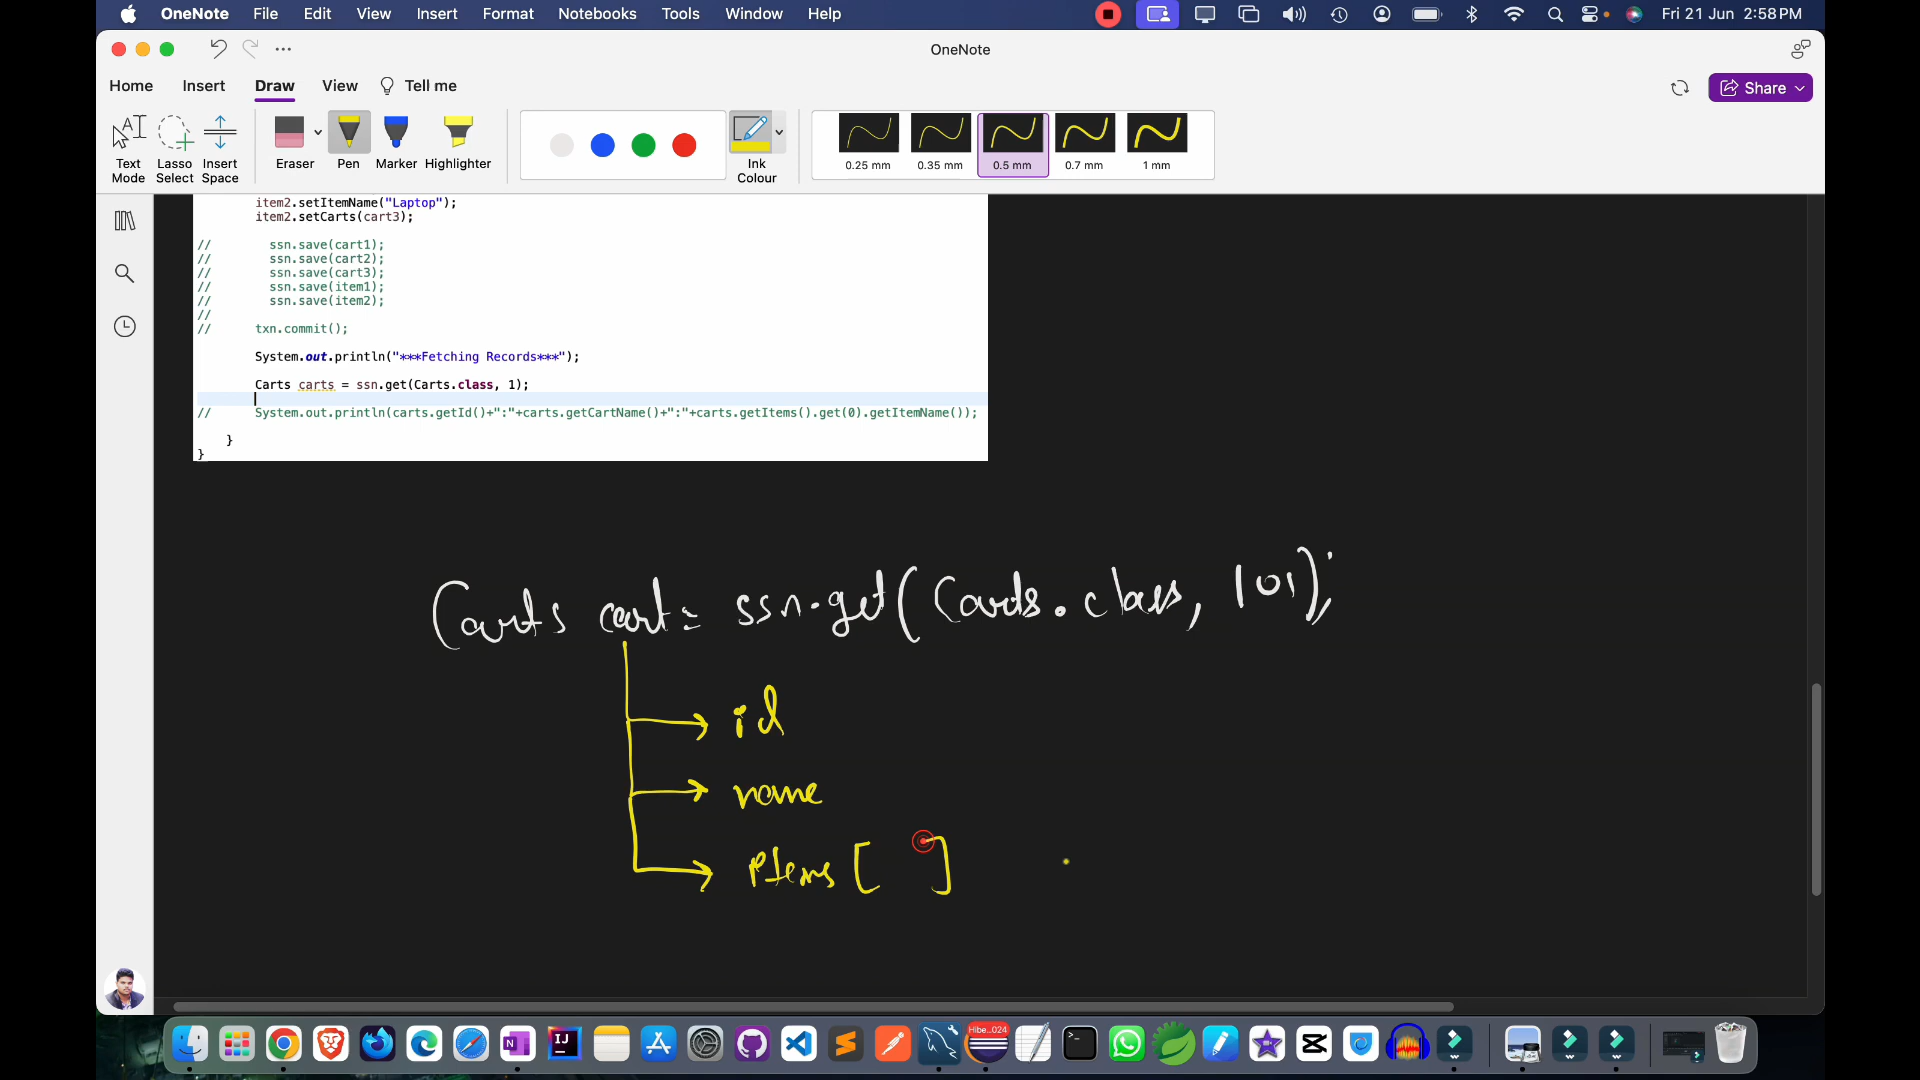 OneNote File Edit View Insert Format Notebooks Tools Window Help Fri 21 Jun 2:58 PM
OneNote
Home Insert Draw View Tell me Share
Text Mode
Lasso Select
Insert Space
Eraser
Pen
Marker
Highlighter
Ink Colour
0.25 mm 0.35 mm 0.5 mm 0.7 mm 1 mm
item2.setItemName("Laptop");
item2.setCarts(cart3);
// ssn.save(cart1);
// ssn.save(cart2);
// ssn.save(cart3);
// ssn.save(item1);
// ssn.save(item2);
//
// txn.commit();
System.out.println("***Fetching Records***");
Carts carts = ssn.get(Carts.class, 1);
// System.out.println(carts.getId()+":"+carts.getCartName()+":"+carts.getItems().get(0).getItemName());
}
}
Carts cart = ssn.get(Carts.class, 101);
id
name
Items [ ]
Hibe...024